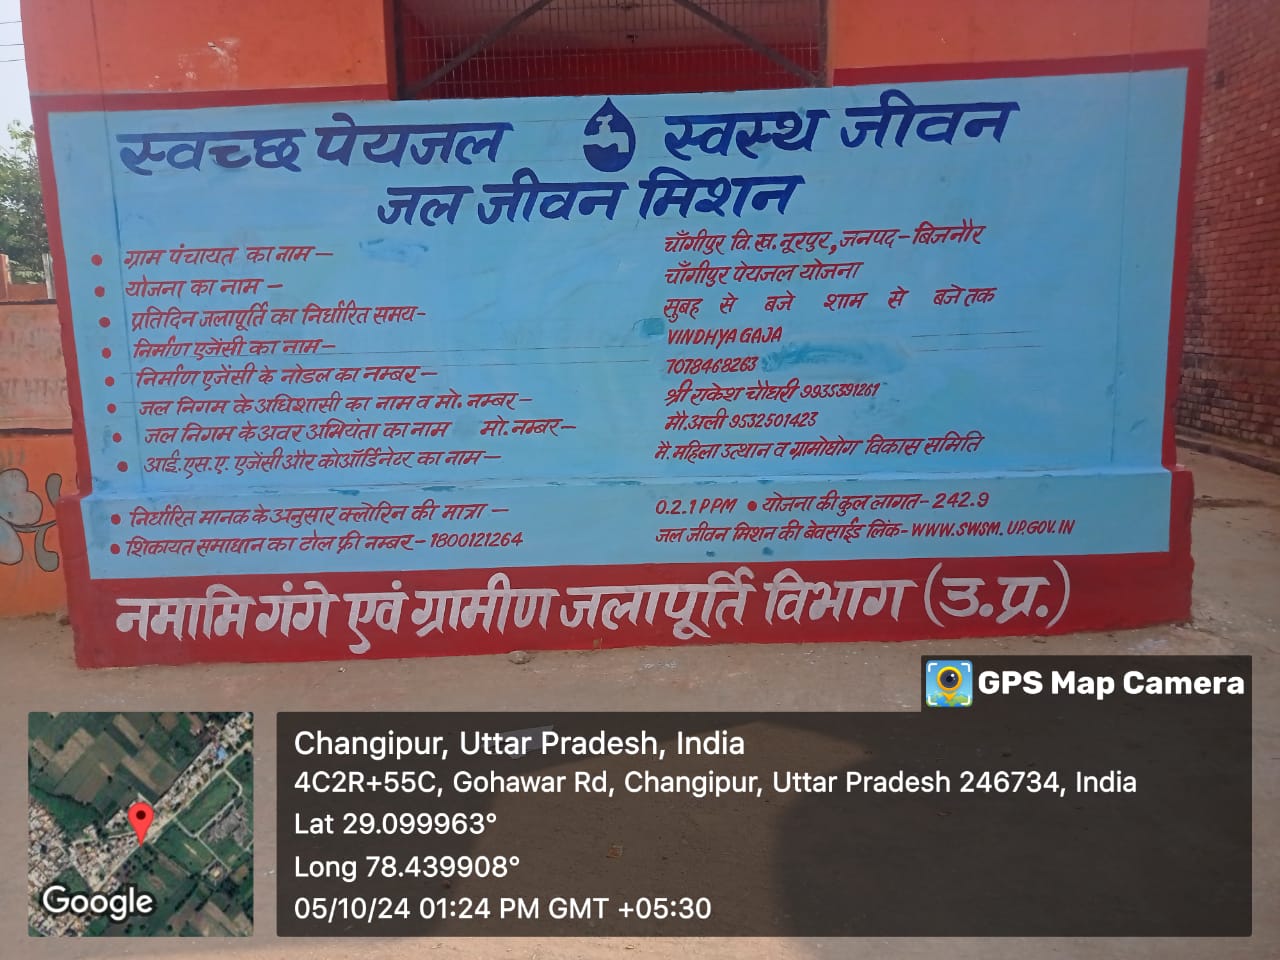 स्वच्छ पेयजल स्वस्थ जीवन
जल जीवन मिशन
• ग्राम पंचायत का नाम – चाँगीपुर वि.ख. नूरपुर, जनपद - बिजनौर
• योजना का नाम – चाँगीपुर पेयजल योजना
• प्रतिदिन जलापूर्ति का निर्धारित समय- सुबह से बजे शाम से बजे तक
• निर्माण एजेंसी का नाम – VINDHYA GAJA
• निर्माण एजेंसी के नोडल का नम्बर – 7078468263
• जल निगम के अधिशासी का नाम व मो. नम्बर – श्री राकेश चौधरी 9935391261
• जल निगम के अवर अभियंता का नाम मो. नम्बर – मौ. अली 9532501423
• आई.एस.ए. एजेंसी और कोऑर्डिनेटर का नाम – मै. महिला उत्थान व ग्रामोद्योग विकास समिति
• निर्धारित मानक के अनुसार क्लोरिन की मात्रा – 0.2.1 PPM • योजना की कुल लागत - 242.9
• शिकायत समाधान का टोल फ्री नम्बर – 1800121264 जल जीवन मिशन की बेवसाईड लिंक - WWW.SWSM.UP.GOV.IN
नमामि गंगे एवं ग्रामीण जलापूर्ति विभाग (उ.प्र.)
GPS Map Camera
Changipur, Uttar Pradesh, India
4C2R+55C, Gohawar Rd, Changipur, Uttar Pradesh 246734, India
Lat 29.099963°
Long 78.439908°
05/10/24 01:24 PM GMT +05:30
Google